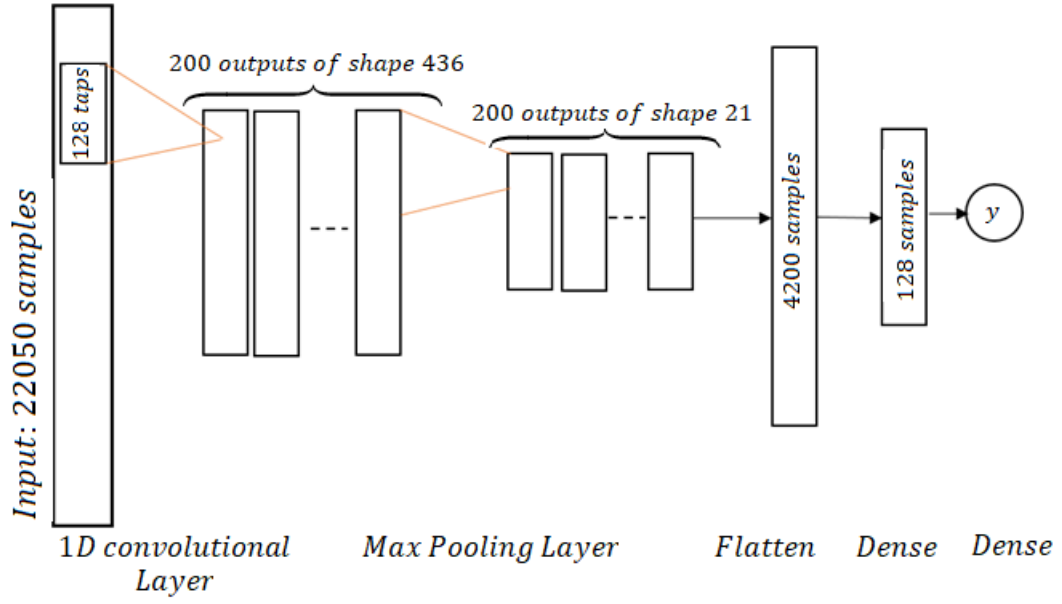 Input: 22050 samples
128 taps
200 outputs of shape 436
200 outputs of shape 21
4200 samples
128 samples
y
1D convolutional
Layer
Max Pooling Layer
Flatten
Dense
Dense